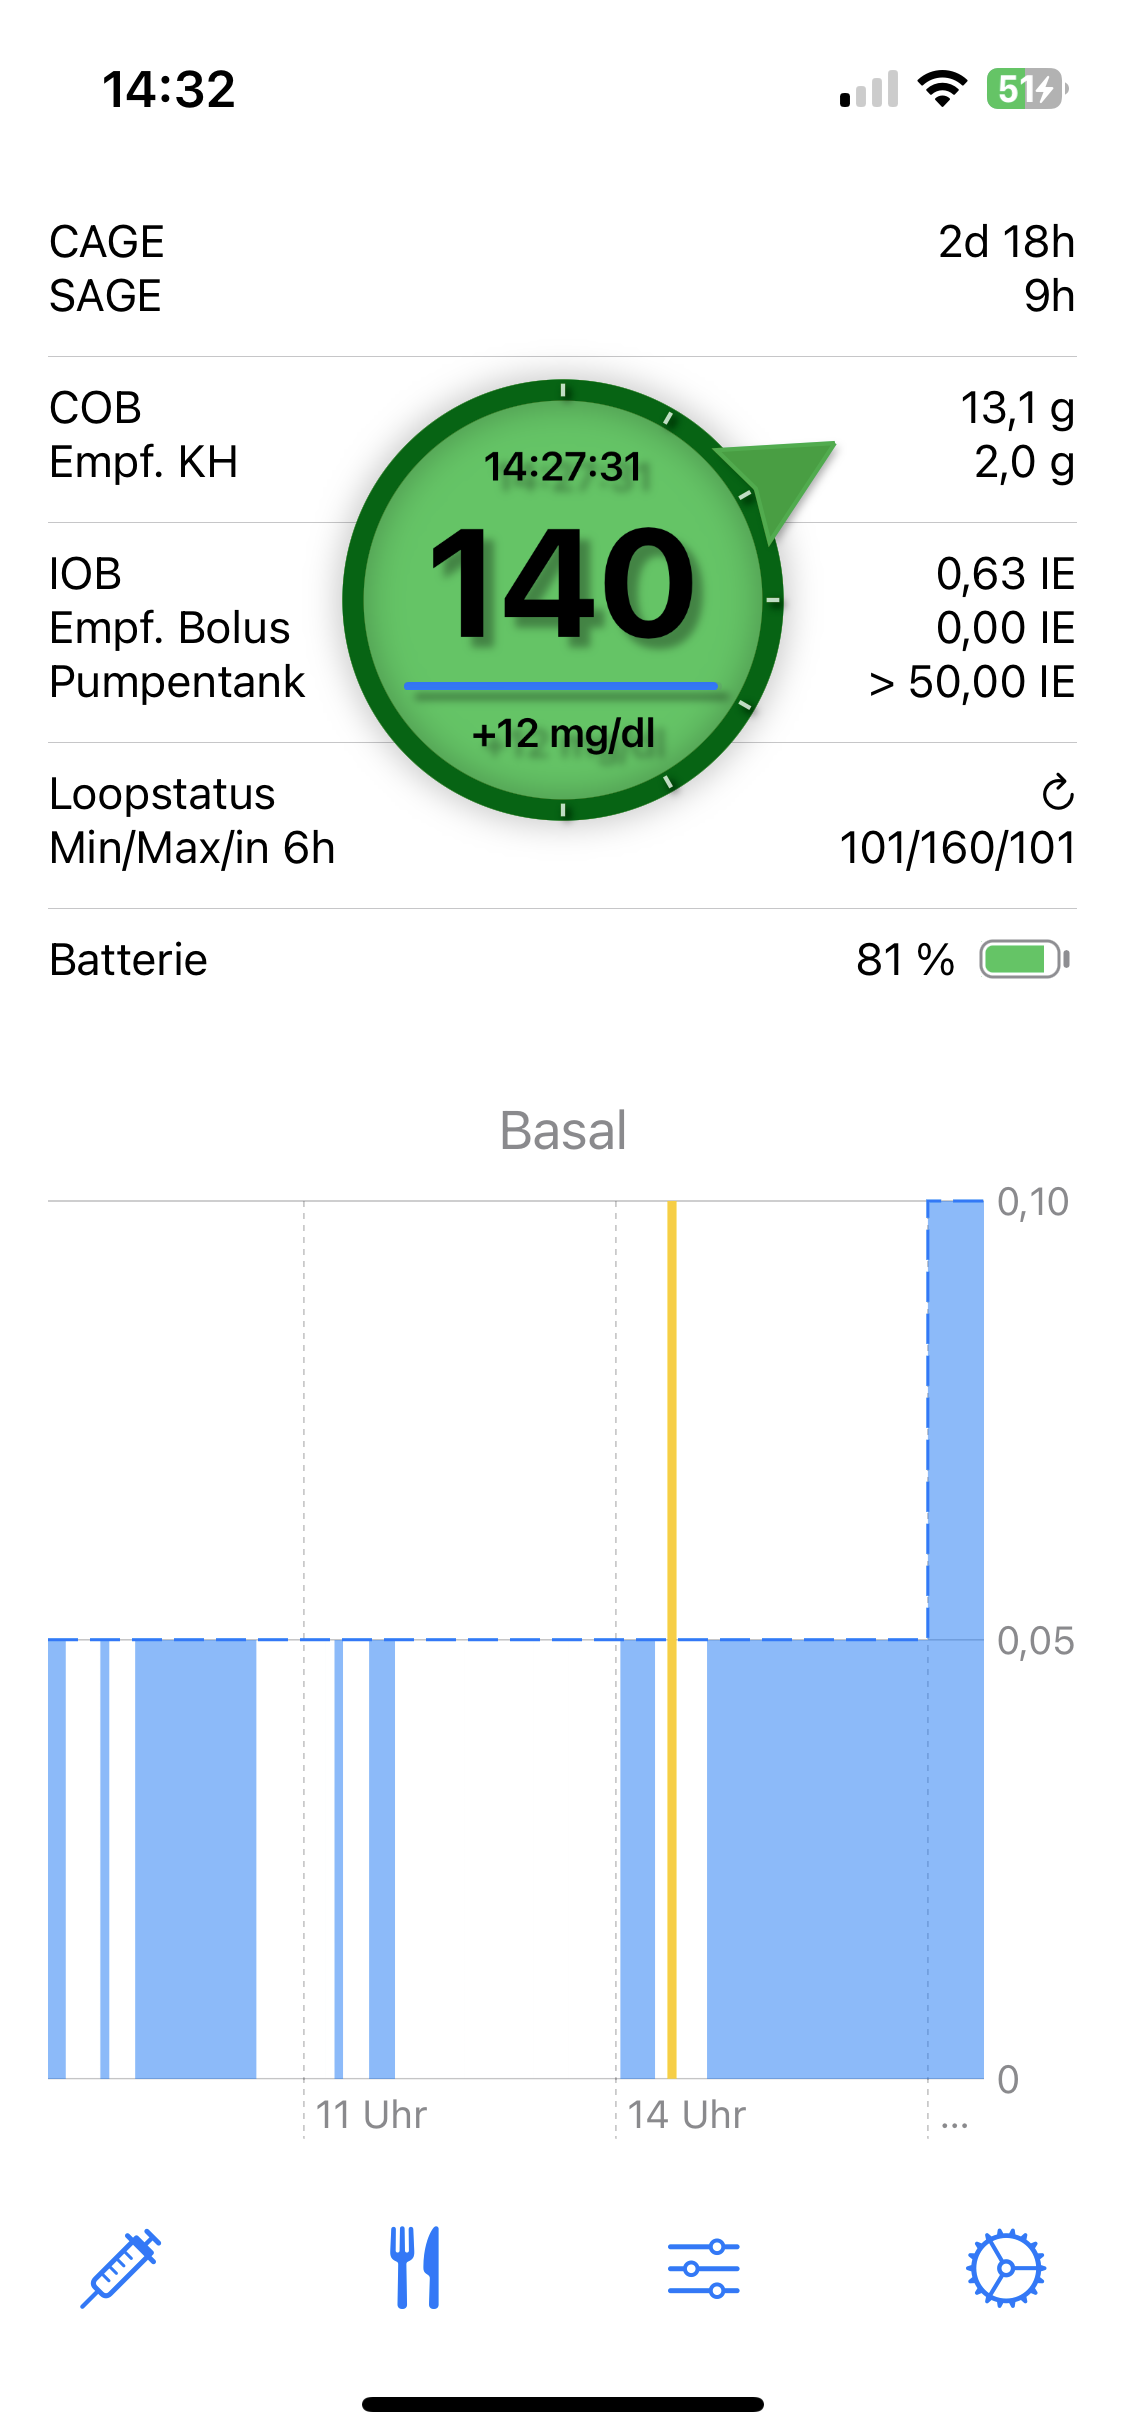 14:32
51
CAGE 2d 18h
SAGE 9h
COB 13,1 g
Empf. KH 2,0 g
14:27:31
140
+12 mg/dl
IOB 0,63 IE
Empf. Bolus 0,00 IE
Pumpentank > 50,00 IE
Loopstatus
Min/Max/in 6h 101/160/101
Batterie 81 %
Basal
0,10
0,05
0
11 Uhr 14 Uhr ...